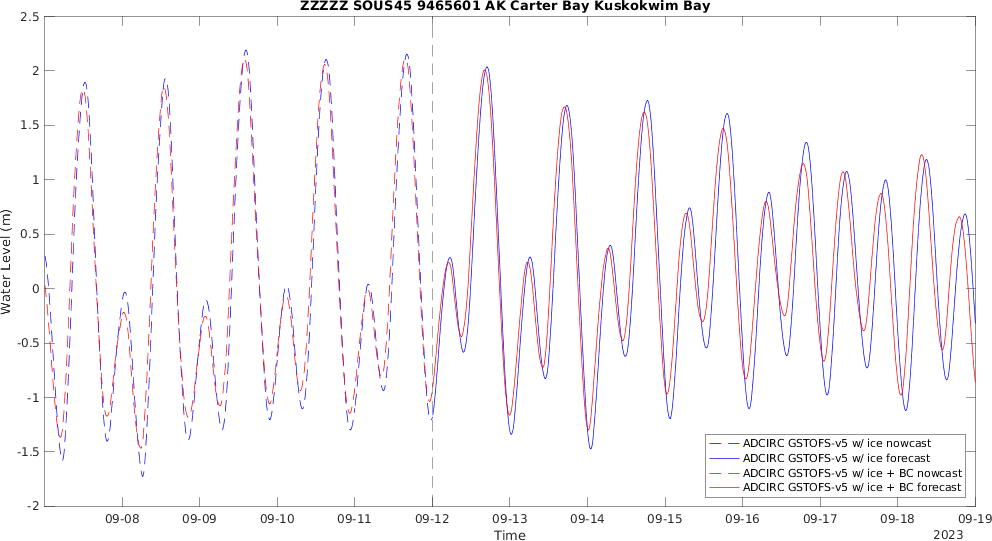 ZZZZZ SOUS45 9465601 AK Carter Bay Kuskokwim Bay
2.5
2
1.5
1
0.5
0
-0.5
-1
-1.5
-2
Water Level (m)
ADCIRC GSTOFS-v5 w/ ice nowcast
ADCIRC GSTOFS-v5 w/ ice forecast
ADCIRC GSTOFS-v5 w/ ice + BC nowcast
ADCIRC GSTOFS-v5 w/ ice + BC forecast
09-08 09-09 09-10 09-11 09-12 09-13 09-14 09-15 09-16 09-17 09-18 09-19
Time
2023